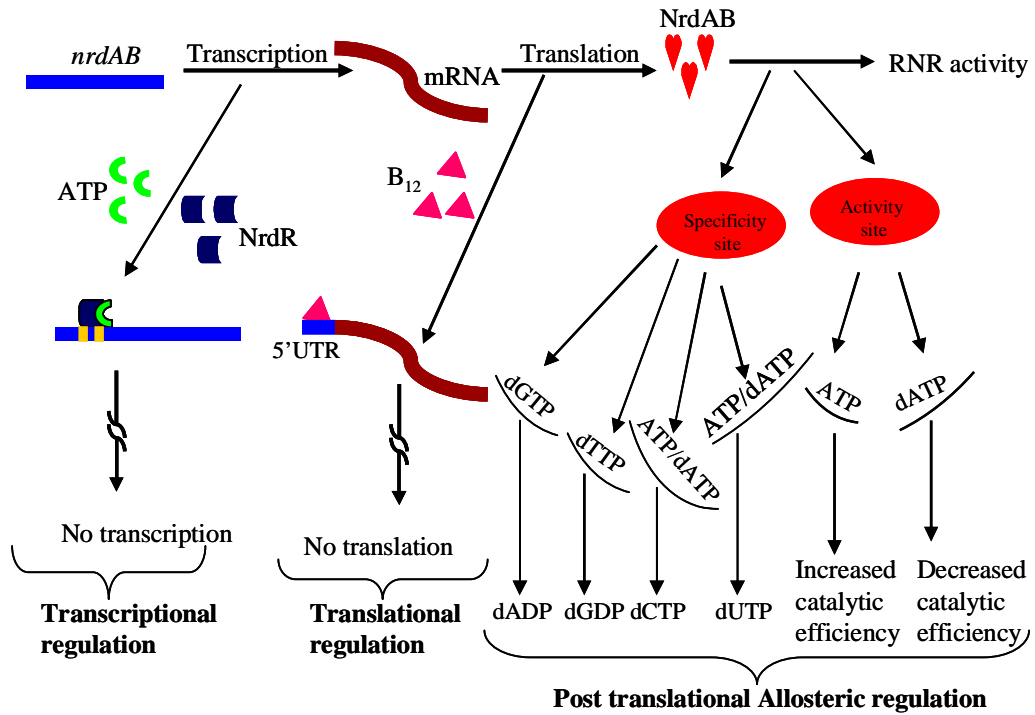 nrdAB
Transcription
mRNA
Translation
NrdAB
RNR activity
ATP
NrdR
B12
Specificity
site
Activity
site
5’UTR
dGTP
dTTP
ATP/dATP
ATP/dATP
ATP
dATP
No transcription
No translation
dADP
dGDP
dCTP
dUTP
Increased
catalytic
efficiency
Decreased
catalytic
efficiency
Transcriptional
regulation
Translational
regulation
Post translational Allosteric regulation